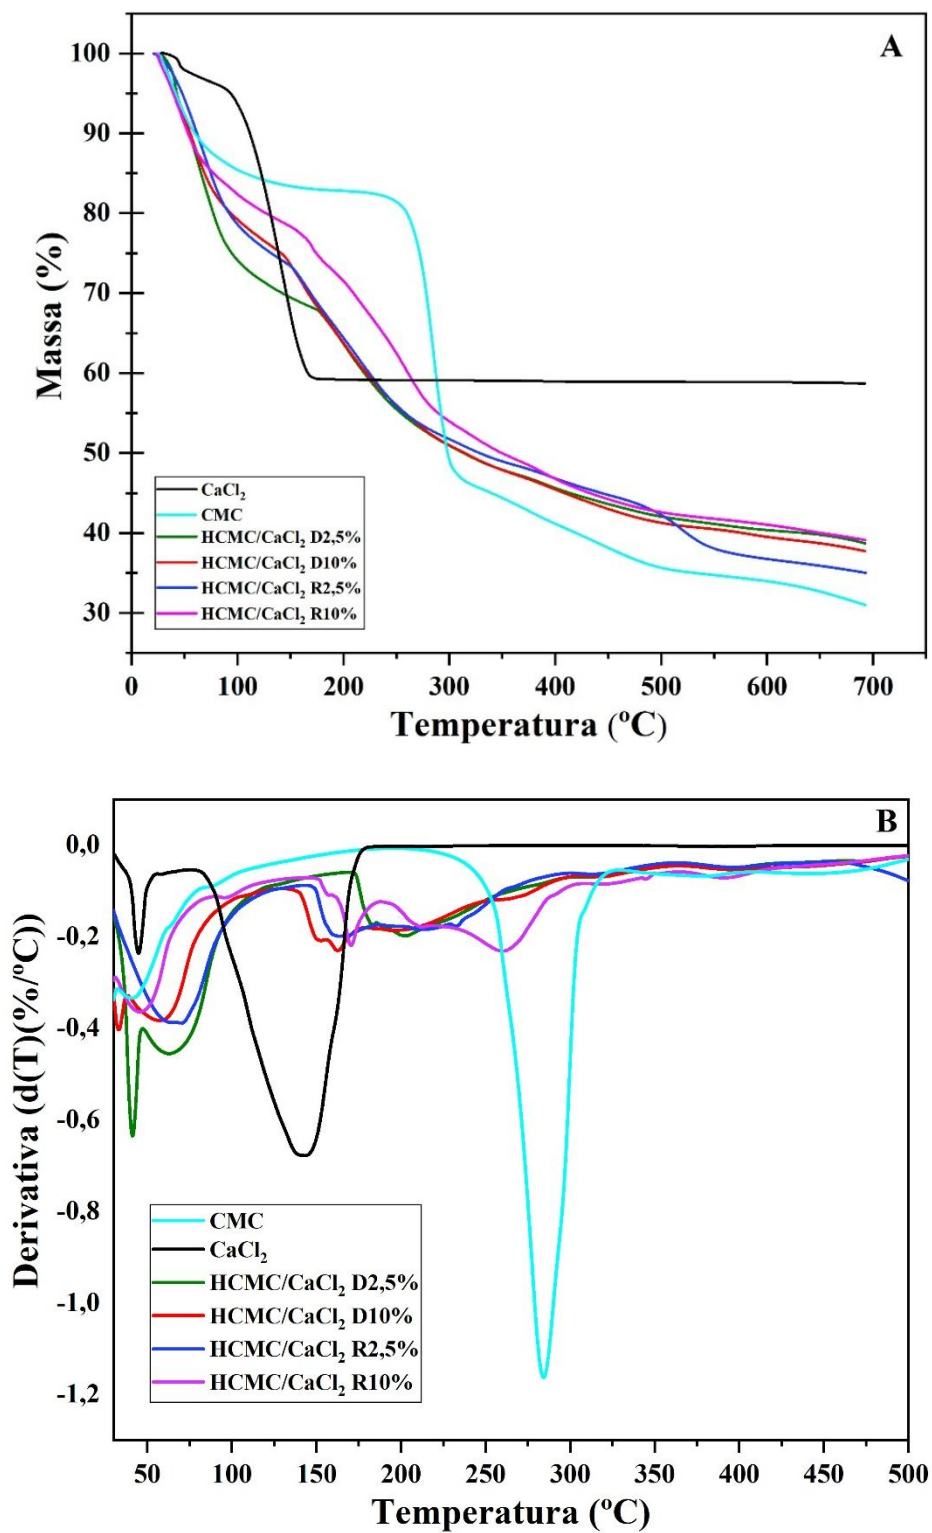 A
100
90
80
70
60
50
40
30
Massa (%)
CaCl₂
CMC
HCMC/CaCl₂ D2,5%
HCMC/CaCl₂ D10%
HCMC/CaCl₂ R2,5%
HCMC/CaCl₂ R10%
0 100 200 300 400 500 600 700
Temperatura (ºC)
B
0,0
-0,2
-0,4
-0,6
-0,8
-1,0
-1,2
Derivativa (d(T)(%/ºC)
CMC
CaCl₂
HCMC/CaCl₂ D2,5%
HCMC/CaCl₂ D10%
HCMC/CaCl₂ R2,5%
HCMC/CaCl₂ R10%
50 100 150 200 250 300 350 400 450 500
Temperatura (ºC)